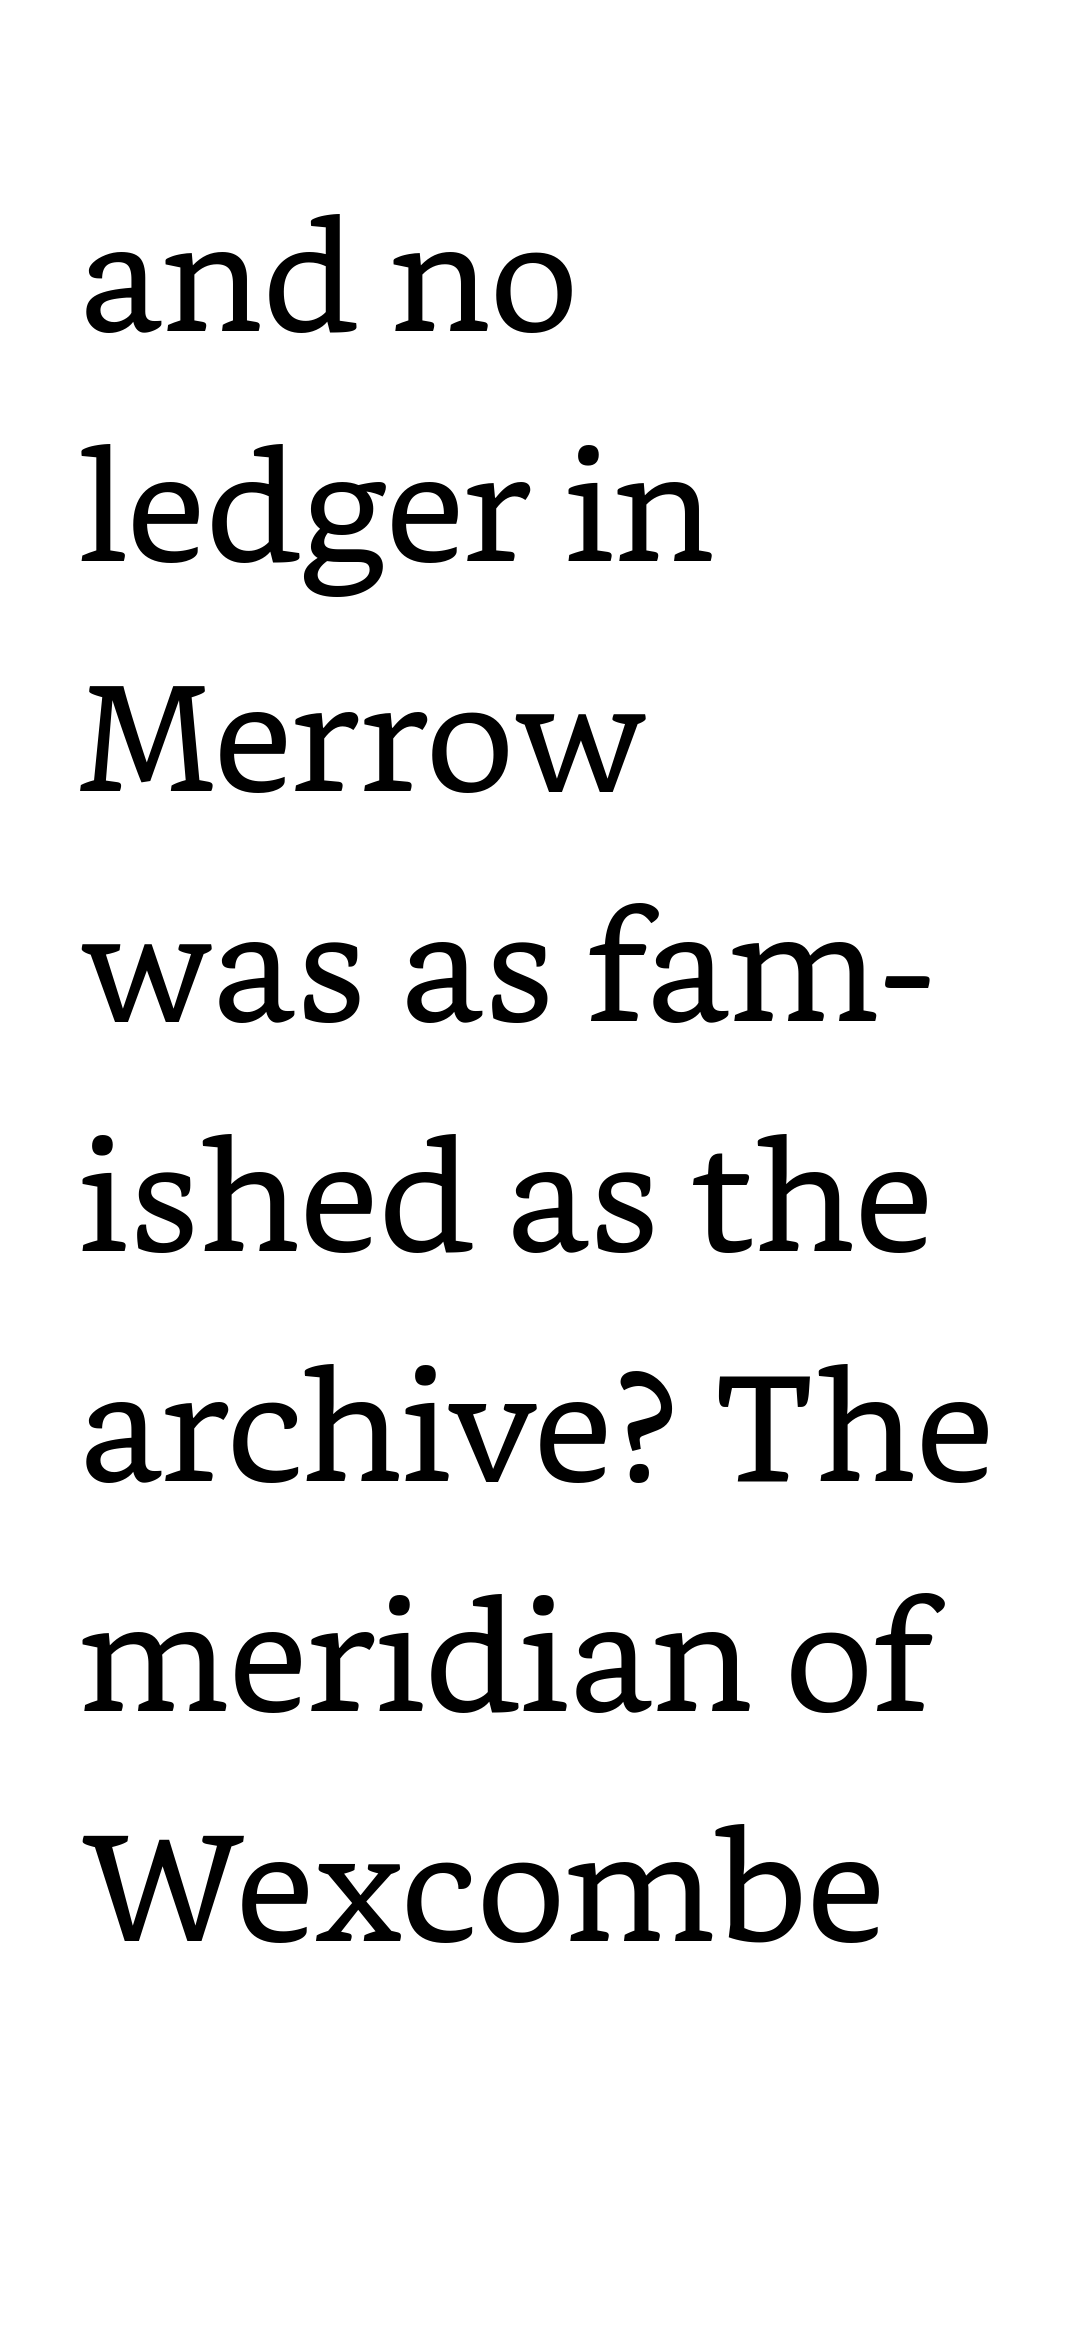 and no
ledger in
Merrow
was as fam-
ished as the
archive? The
meridian of
Wexcombe